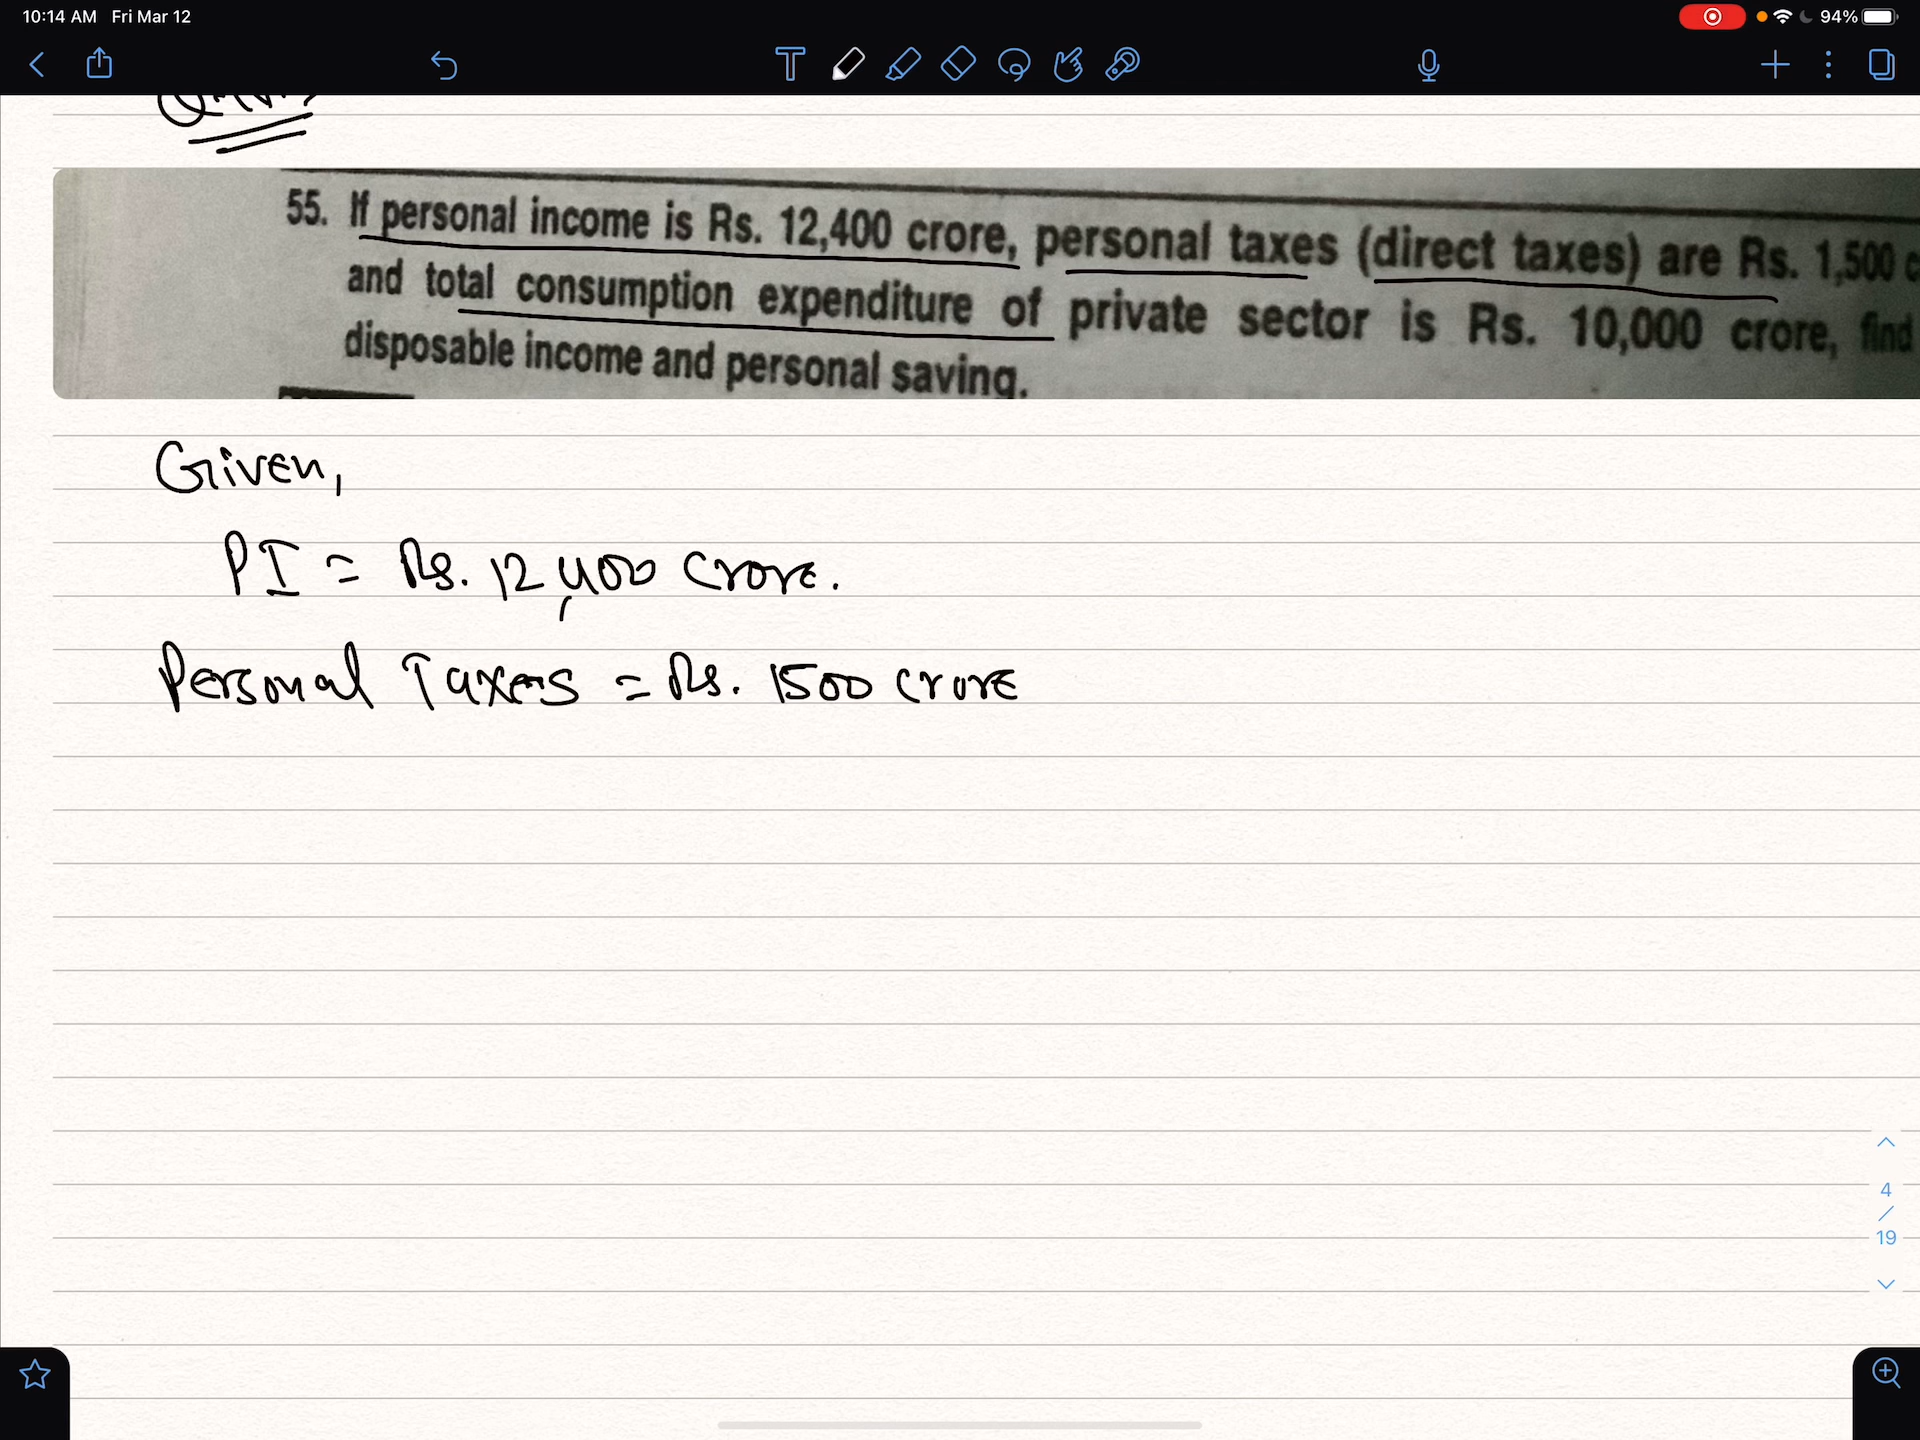 10:14 AM Fri Mar 12
94%
55. If personal income is Rs. 12,400 crore, personal taxes (direct taxes) are Rs. 1,500 c
and total consumption expenditure of private sector is Rs. 10,000 crore, find
disposable income and personal saving.
Given,
PI = Rs. 12,400 crore.
Personal Taxes = Rs. 1500 crore
4
/
19